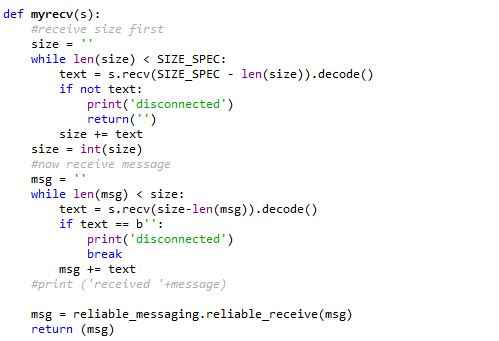 def myrecv(s):
    #receive size first
    size = ''
    while len(size) < SIZE_SPEC:
        text = s.recv(SIZE_SPEC - len(size)).decode()
        if not text:
            print('disconnected')
            return('')
        size += text
    size = int(size)
    #now receive message
    msg = ''
    while len(msg) < size:
        text = s.recv(size-len(msg)).decode()
        if text == b'':
            print('disconnected')
            break
        msg += text
    #print ('received '+message)

    msg = reliable_messaging.reliable_receive(msg)
    return (msg)